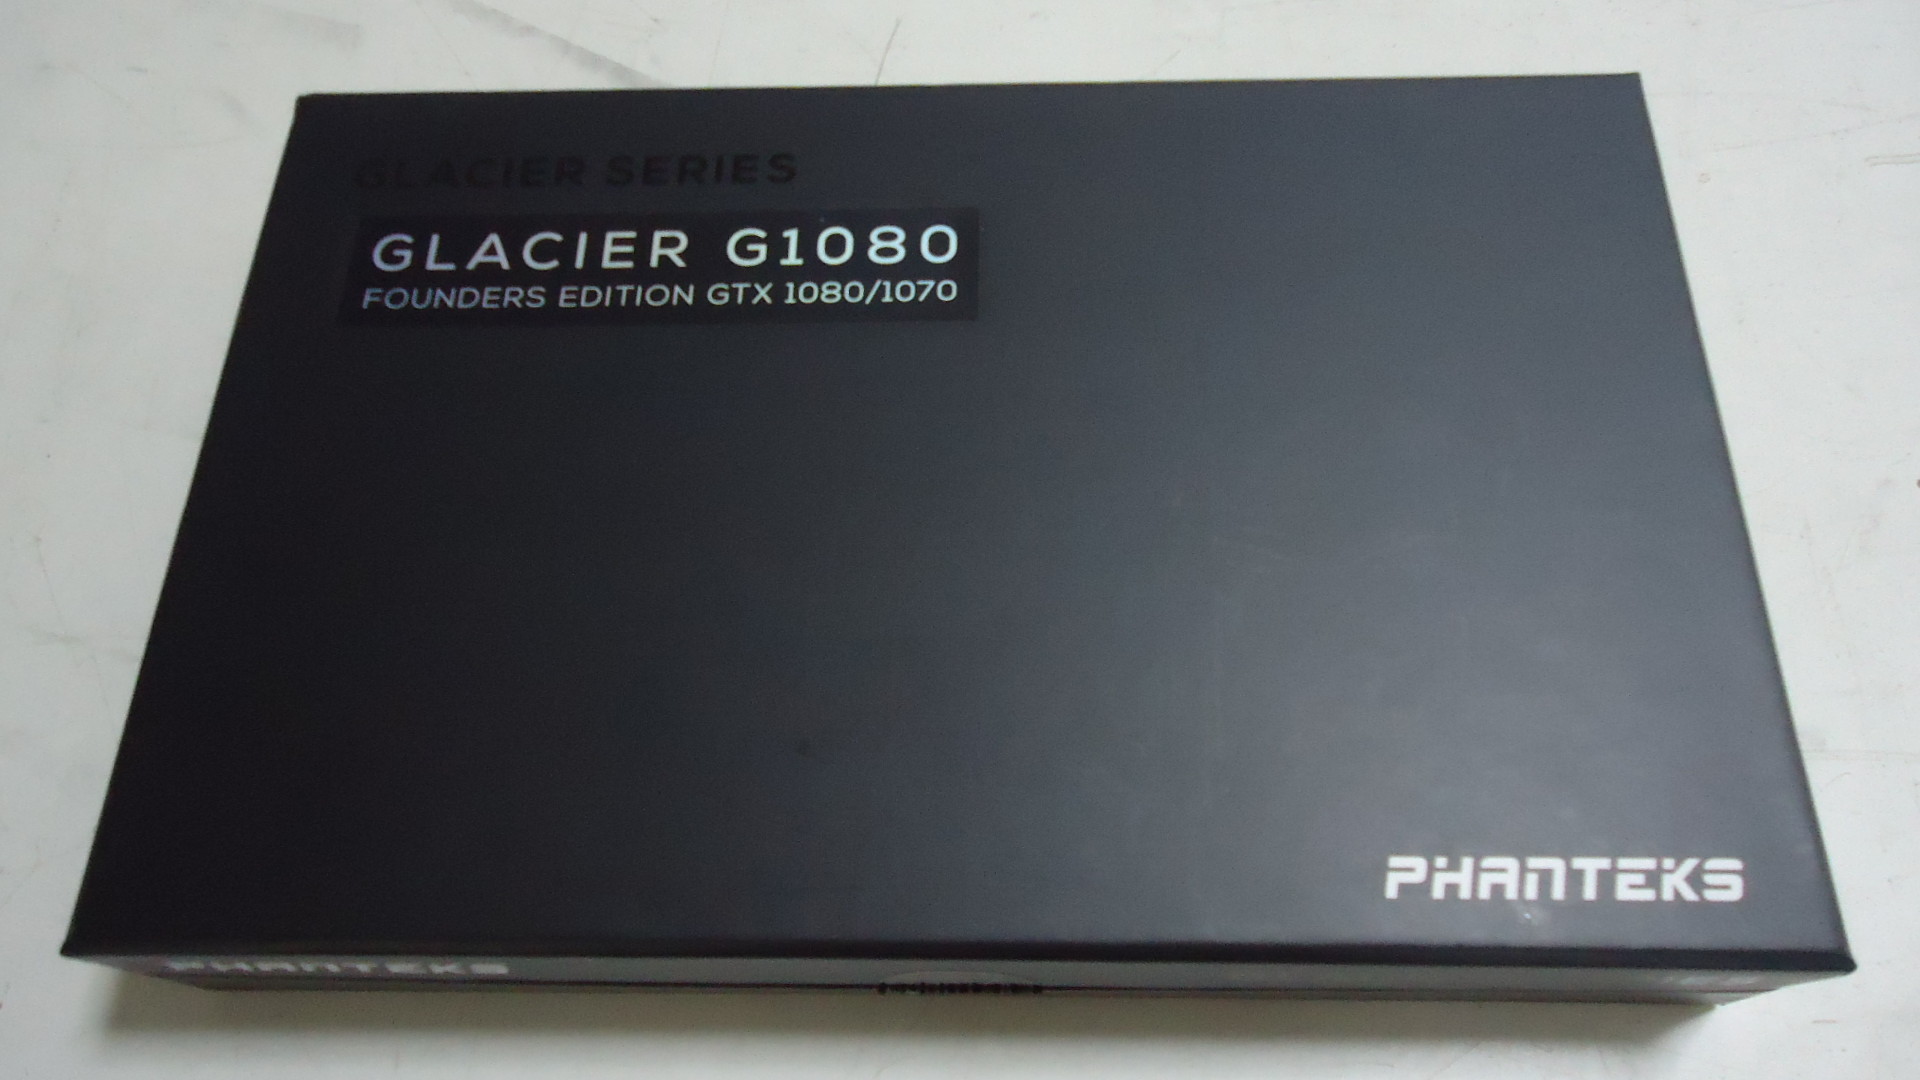 GLACIER SERIES
GLACIER G1080
FOUNDERS EDITION GTX 1080/1070
PHANTEKS
PHANTEKS